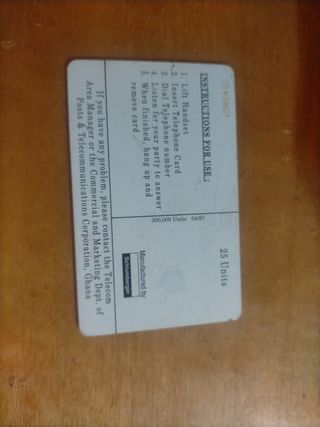 INSTRUCTIONS FOR USE :
1. Lift Handset
2. Insert Telephone Card
3. Dial Telephone number
4. Listen for your party to answer
5. When finished, hang up and
remove card
25 Units
300,000 Units 04/97
Manufactured by
Schlumberger
If you have any problem, please contact the Telecom
Area Manager or the Commercial and Marketing Dept. of
Posts & Telecommunications Corporation, Ghana